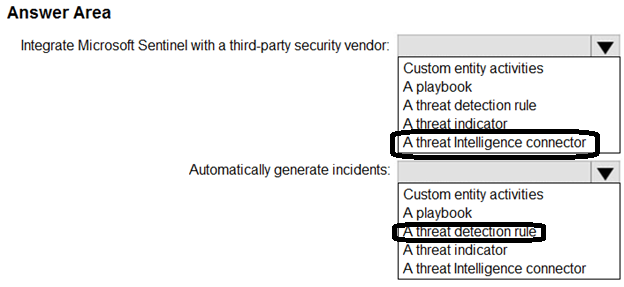 Answer Area
Integrate Microsoft Sentinel with a third-party security vendor:
Custom entity activities
A playbook
A threat detection rule
A threat indicator
A threat Intelligence connector
Automatically generate incidents:
Custom entity activities
A playbook
A threat detection rule
A threat indicator
A threat Intelligence connector